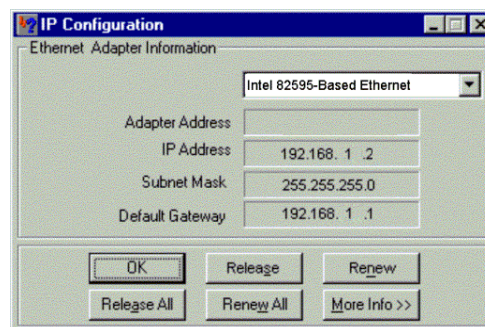 IP Configuration
Ethernet Adapter Information
Intel 82595-Based Ethernet
Adapter Address
IP Address 192.168. 1 .2
Subnet Mask 255.255.255.0
Default Gateway 192.168. 1 .1
OK Release Renew
Release All Renew All More Info >>